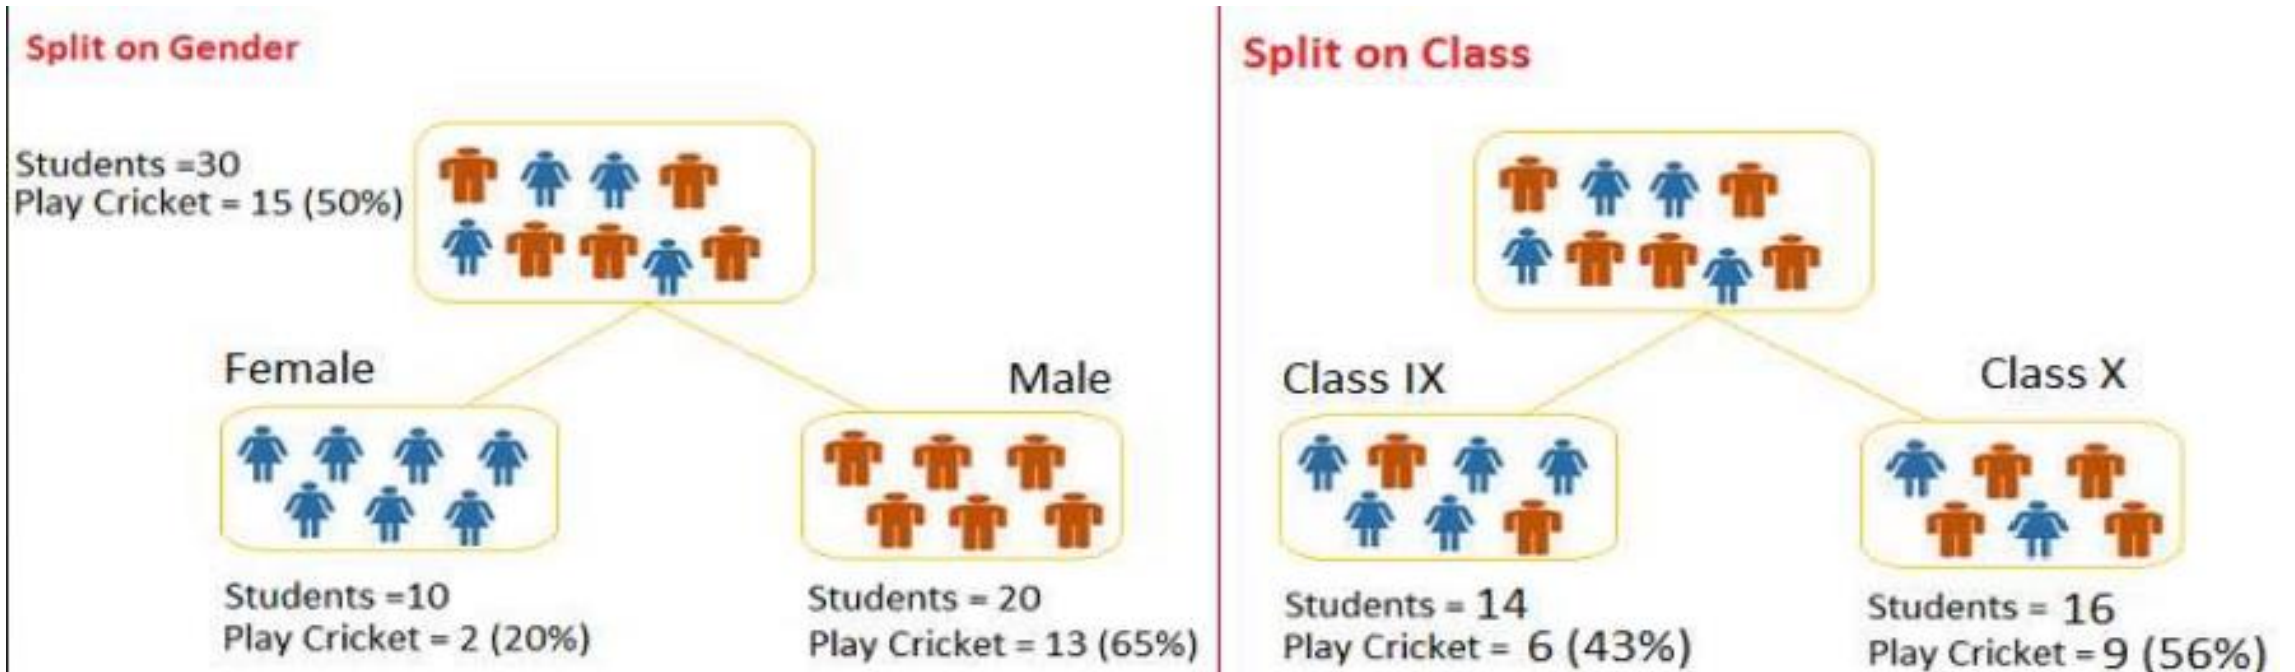 Split on Gender
Students =30
Play Cricket = 15 (50%)
Female
Male
Students =10
Play Cricket = 2 (20%)
Students = 20
Play Cricket = 13 (65%)
Split on Class
Class IX
Class X
Students = 14
Play Cricket = 6 (43%)
Students = 16
Play Cricket = 9 (56%)